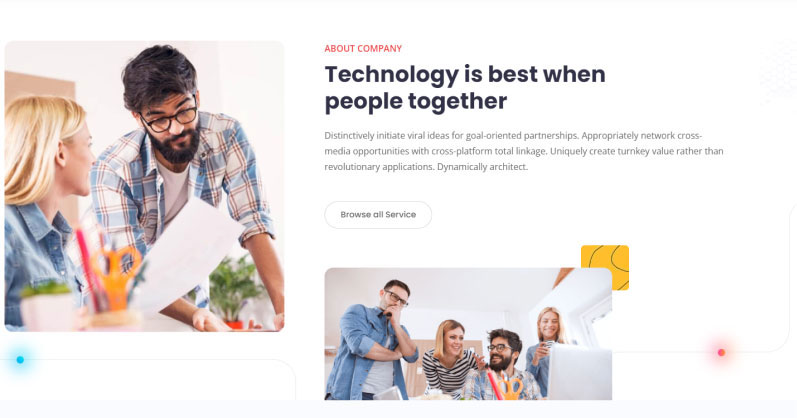 ABOUT COMPANY
Technology is best when
people together
Distinctively initiate viral ideas for goal-oriented partnerships. Appropriately network cross-
media opportunities with cross-platform total linkage. Uniquely create turnkey value rather than
revolutionary applications. Dynamically architect.
Browse all Service